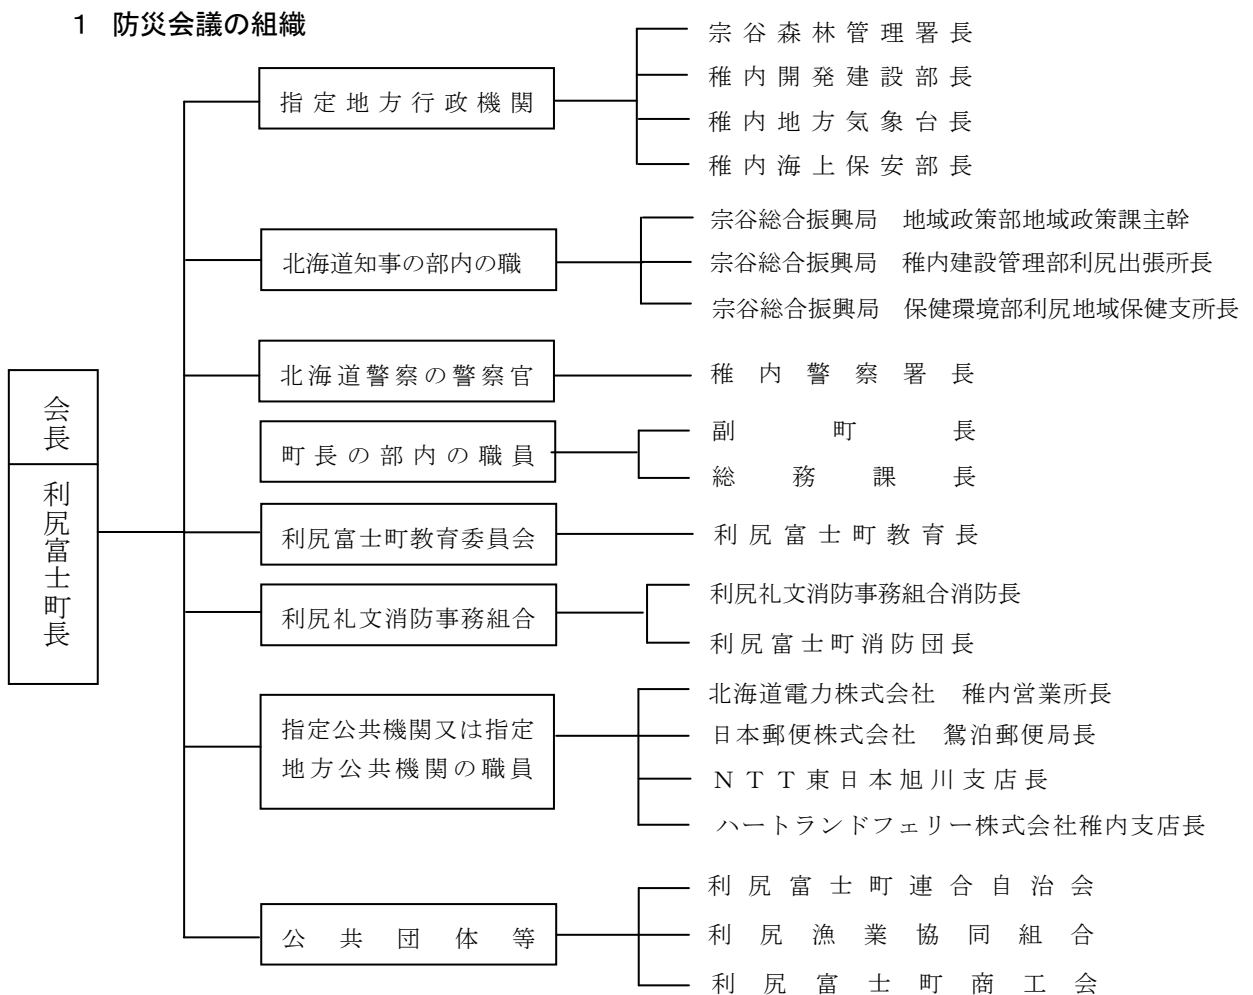 1 防災会議の組織
会長
利尻富士町長
指定地方行政機関
宗谷森林管理署長
稚内開発建設部長
稚内地方気象台長
稚内海上保安部長
北海道知事の部内の職
宗谷総合振興局 地域政策部地域政策課主幹
宗谷総合振興局 稚内建設管理部利尻出張所長
宗谷総合振興局 保健環境部利尻地域保健支所長
北海道警察の警察官
稚内警察署長
町長の部内の職員
副町長
総務課長
利尻富士町教育委員会
利尻富士町教育長
利尻礼文消防事務組合
利尻礼文消防事務組合消防長
利尻富士町消防団長
指定公共機関又は指定
地方公共機関の職員
北海道電力株式会社 稚内営業所長
日本郵便株式会社 鴛泊郵便局長
NTT東日本旭川支店長
ハートランドフェリー株式会社稚内支店長
公共団体等
利尻富士町連合自治会
利尻漁業協同組合
利尻富士町商工会